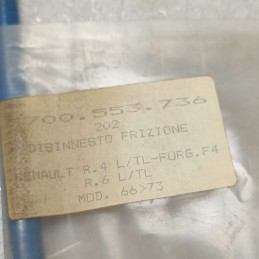 700.553.736
202
DISINNESTO FRIZIONE
RENAULT R.4 L/TL-FURG.F4
R.6 L/TL
MOD. 66>73